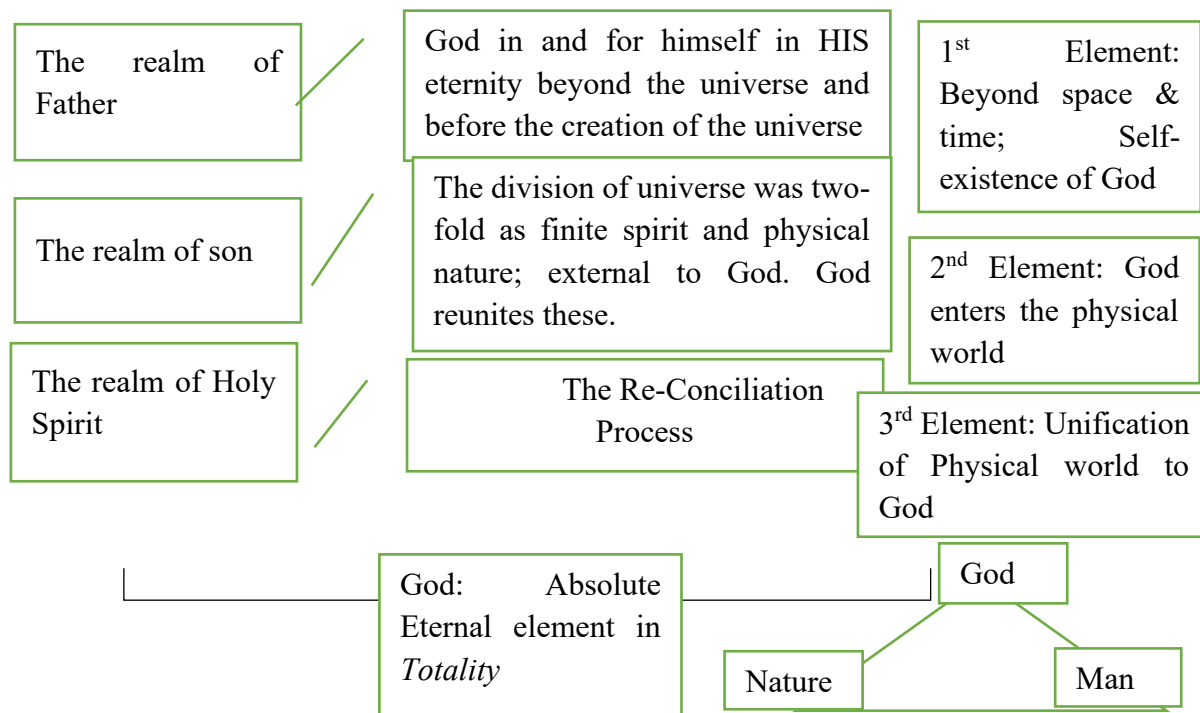 The realm of
Father
God in and for himself in HIS
eternity beyond the universe and
before the creation of the universe
1st Element:
Beyond space &
time; Self-
existence of God
The realm of son
The division of universe was two-
fold as finite spirit and physical
nature; external to God. God
reunites these.
2nd Element: God
enters the physical
world
The realm of Holy
Spirit
The Re-Conciliation
Process
3rd Element: Unification
of Physical world to
God
God: Absolute
Eternal element in
Totality
God
Nature
Man